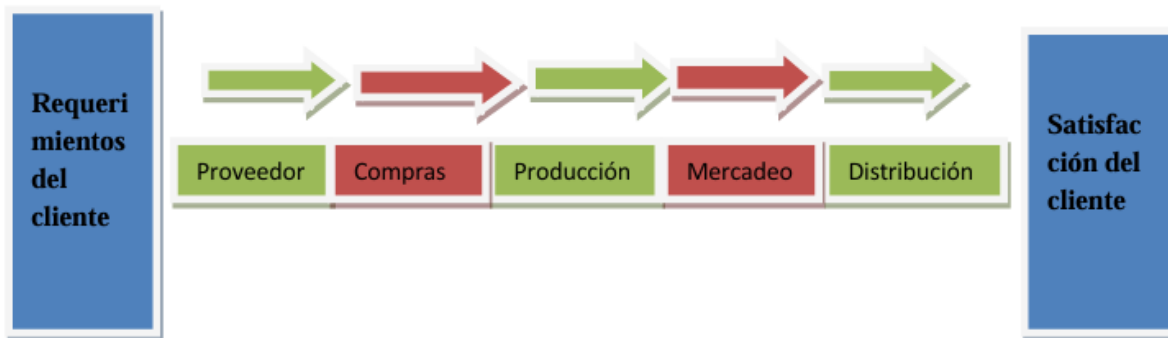 Requeri
mientos
del
cliente
Proveedor
Compras
Producción
Mercadeo
Distribución
Satisfac
ción del
cliente